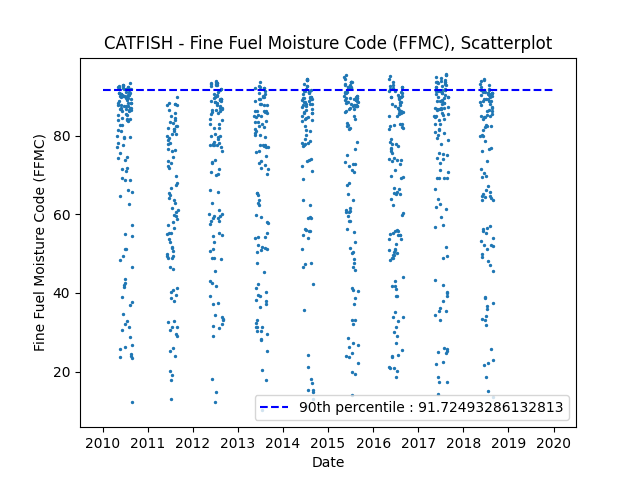 CATFISH - Fine Fuel Moisture Code (FFMC), Scatterplot
Fine Fuel Moisture Code (FFMC)
80
60
40
20
90th percentile : 91.72493286132813
2010 2011 2012 2013 2014 2015 2016 2017 2018 2019 2020
Date